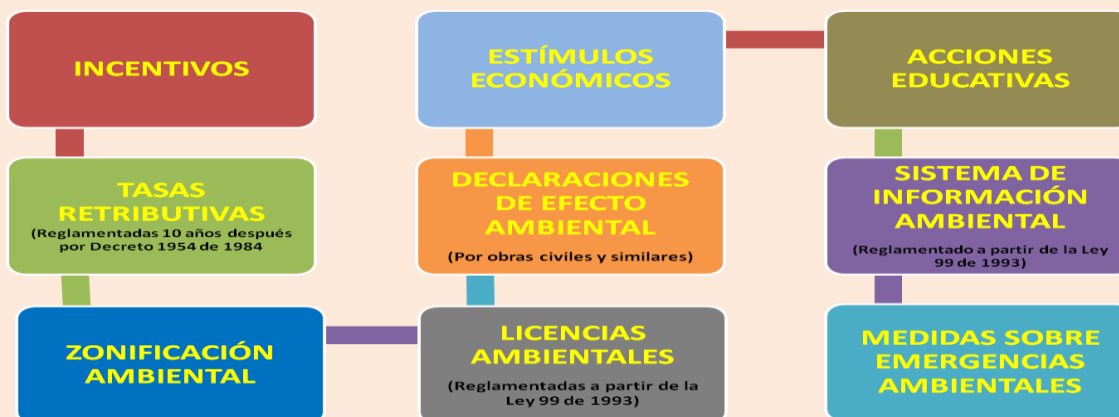 INCENTIVOS
TASAS
RETRIBUTIVAS
(Reglamentadas 10 años después
por Decreto 1954 de 1984
ZONIFICACIÓN
AMBIENTAL
LICENCIAS
AMBIENTALES
(Reglamentadas a partir de la
Ley 99 de 1993)
DECLARACIONES
DE EFECTO
AMBIENTAL
(Por obras civiles y similares)
ESTÍMULOS
ECONÓMICOS
ACCIONES
EDUCATIVAS
SISTEMA DE
INFORMACIÓN
AMBIENTAL
(Reglamentado a partir de la Ley
99 de 1993)
MEDIDAS SOBRE
EMERGENCIAS
AMBIENTALES